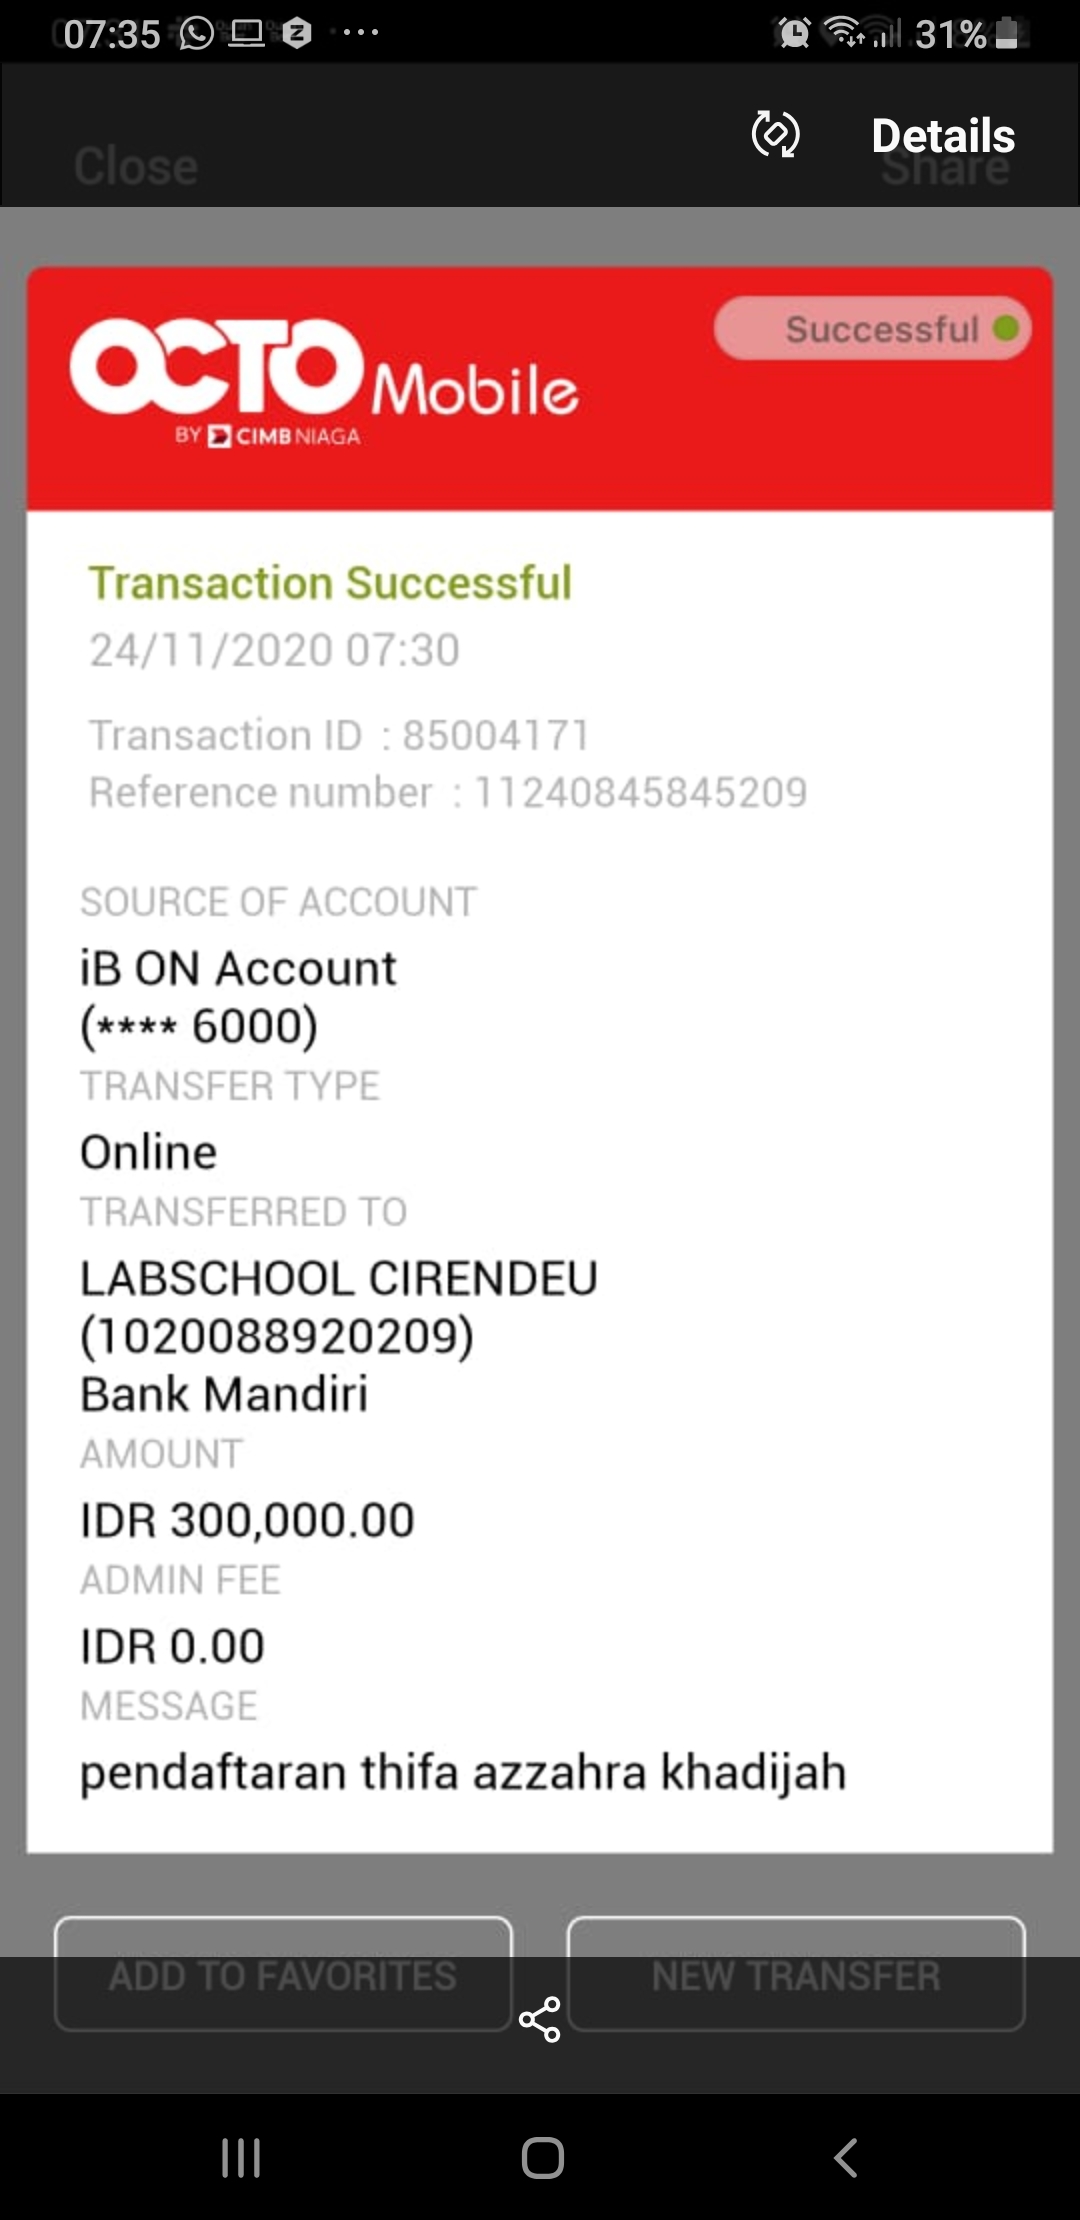 07:35 31%
Details
Close Share
OCTO Mobile
BY CIMB NIAGA
Successful
Transaction Successful
24/11/2020 07:30
Transaction ID : 85004171
Reference number : 11240845845209
SOURCE OF ACCOUNT
iB ON Account
(**** 6000)
TRANSFER TYPE
Online
TRANSFERRED TO
LABSCHOOL CIRENDEU
(1020088920209)
Bank Mandiri
AMOUNT
IDR 300,000.00
ADMIN FEE
IDR 0.00
MESSAGE
pendaftaran thifa azzahra khadijah
ADD TO FAVORITES NEW TRANSFER